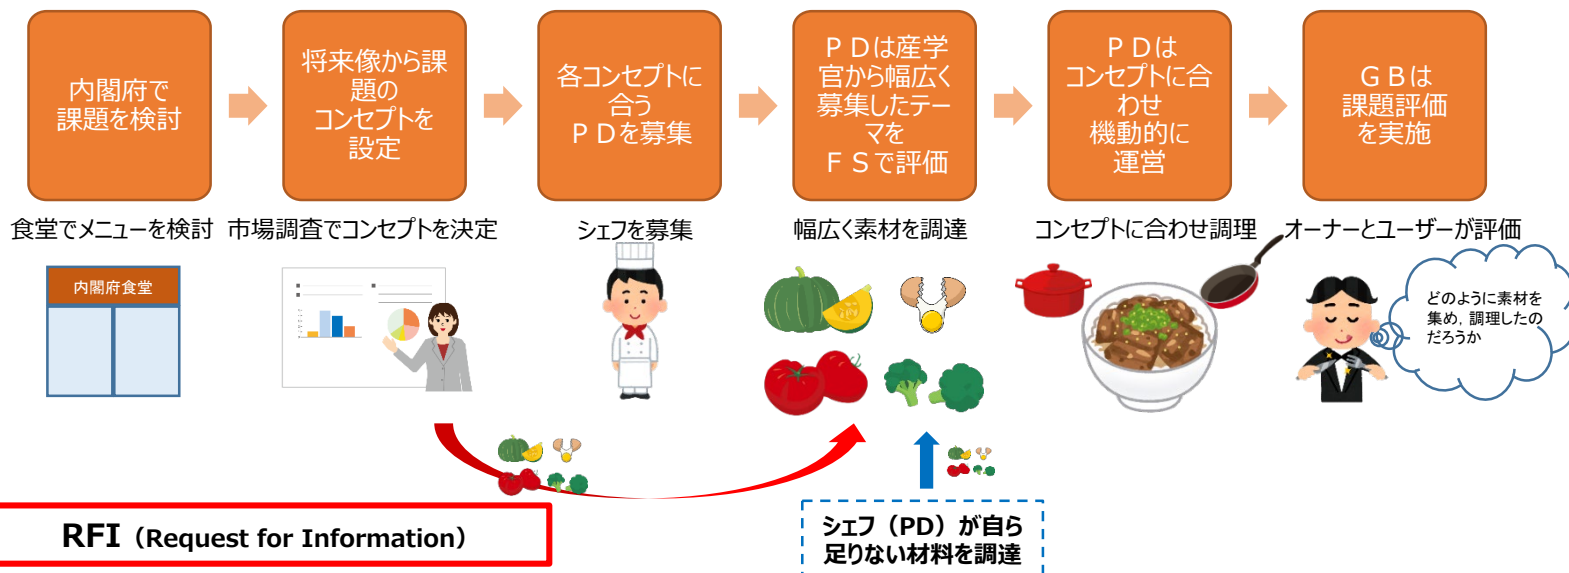 内閣府で
課題を検討
将来像から課
題の
コンセプトを
設定
各コンセプトに
合う
ＰＤを募集
ＰＤは産学
官から幅広く
募集したテー
マを
ＦＳで評価
ＰＤは
コンセプトに合
わせ
機動的に
運営
ＧＢは
課題評価
を実施
食堂でメニューを検討
市場調査でコンセプトを決定
シェフを募集
幅広く素材を調達
コンセプトに合わせ調理
オーナーとユーザーが評価
内閣府食堂
どのように素材を
集め，調理したの
だろうか
RFI（Request for Information）
シェフ（PD）が自ら
足りない材料を調達